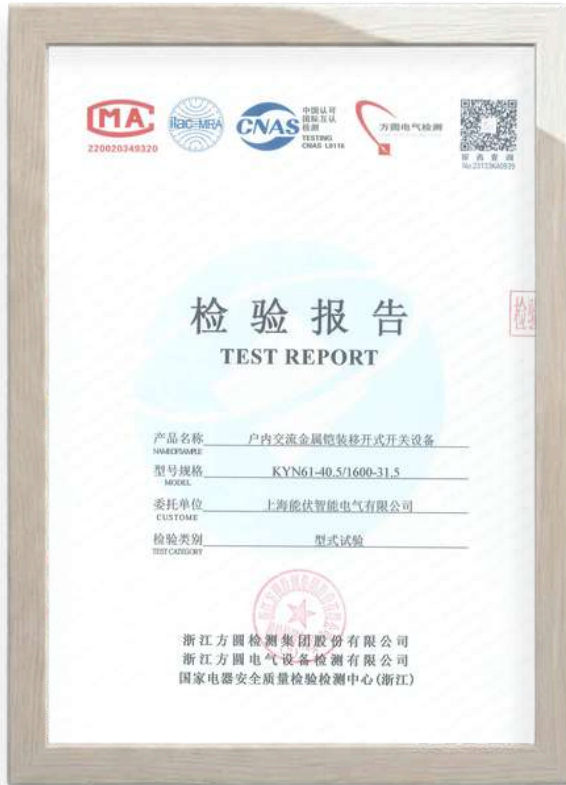 MA
220020349320
ilac-MRA
CNAS
中国认可
国际互认
检测
TESTING
CNAS L9116
方圆电气检测
报告查询
检验
检验报告
TEST REPORT
产品名称 户内交流金属铠装移开式开关设备
NAMEOFSAMPLE
型号规格 KYN61-40.5/1600-31.5
MODEL
委托单位 上海能伏智能电气有限公司
CUSTOME
检验类别 型式试验
TEST CATEGORY
浙江方圆检测集团股份有限公司
浙江方圆电气设备检测有限公司
国家电器安全质量检验检测中心(浙江)